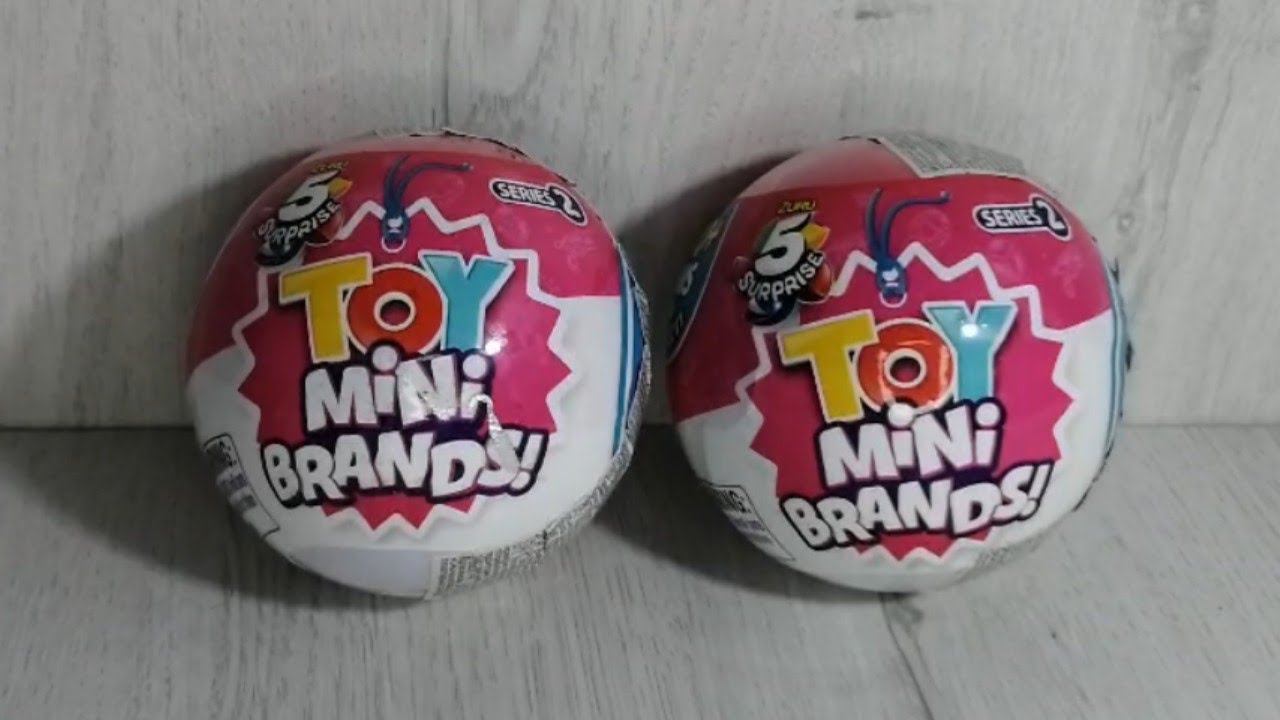 ZURU
5
SURPRISE
SERIES 2
TOY
MiNi
BRANDS!
ZURU
5
SURPRISE
SERIES 2
TOY
MiNi
BRANDS!